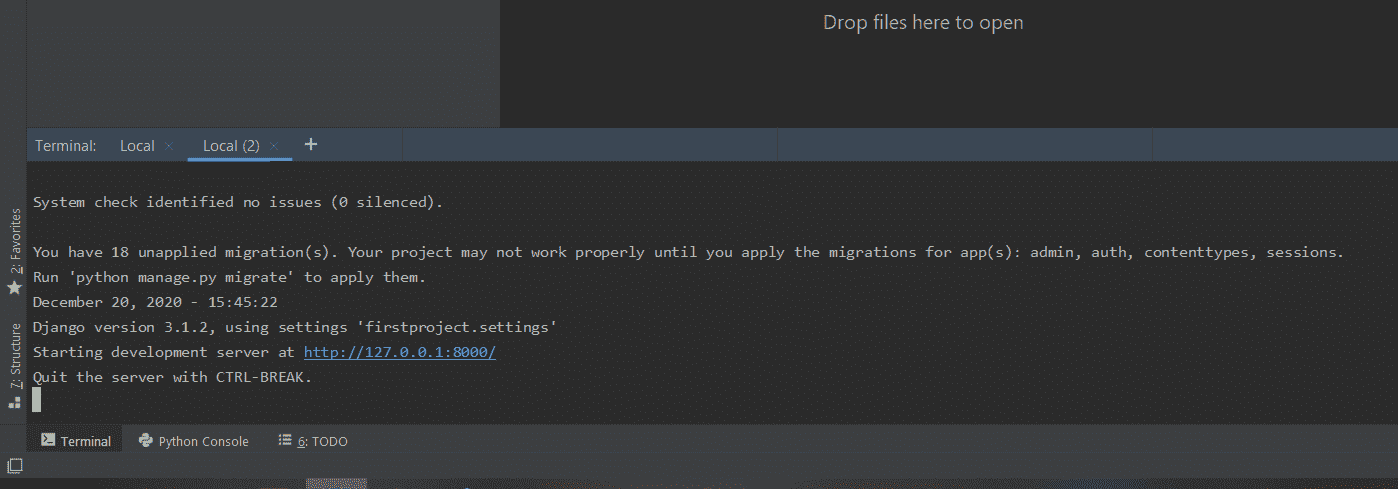 Drop files here to open
Terminal: Local × Local (2) × +
System check identified no issues (0 silenced).
You have 18 unapplied migration(s). Your project may not work properly until you apply the migrations for app(s): admin, auth, contenttypes, sessions.
Run 'python manage.py migrate' to apply them.
December 20, 2020 - 15:45:22
Django version 3.1.2, using settings 'firstproject.settings'
Starting development server at http://127.0.0.1:8000/
Quit the server with CTRL-BREAK.
2: Favorites
7: Structure
Terminal Python Console 6: TODO